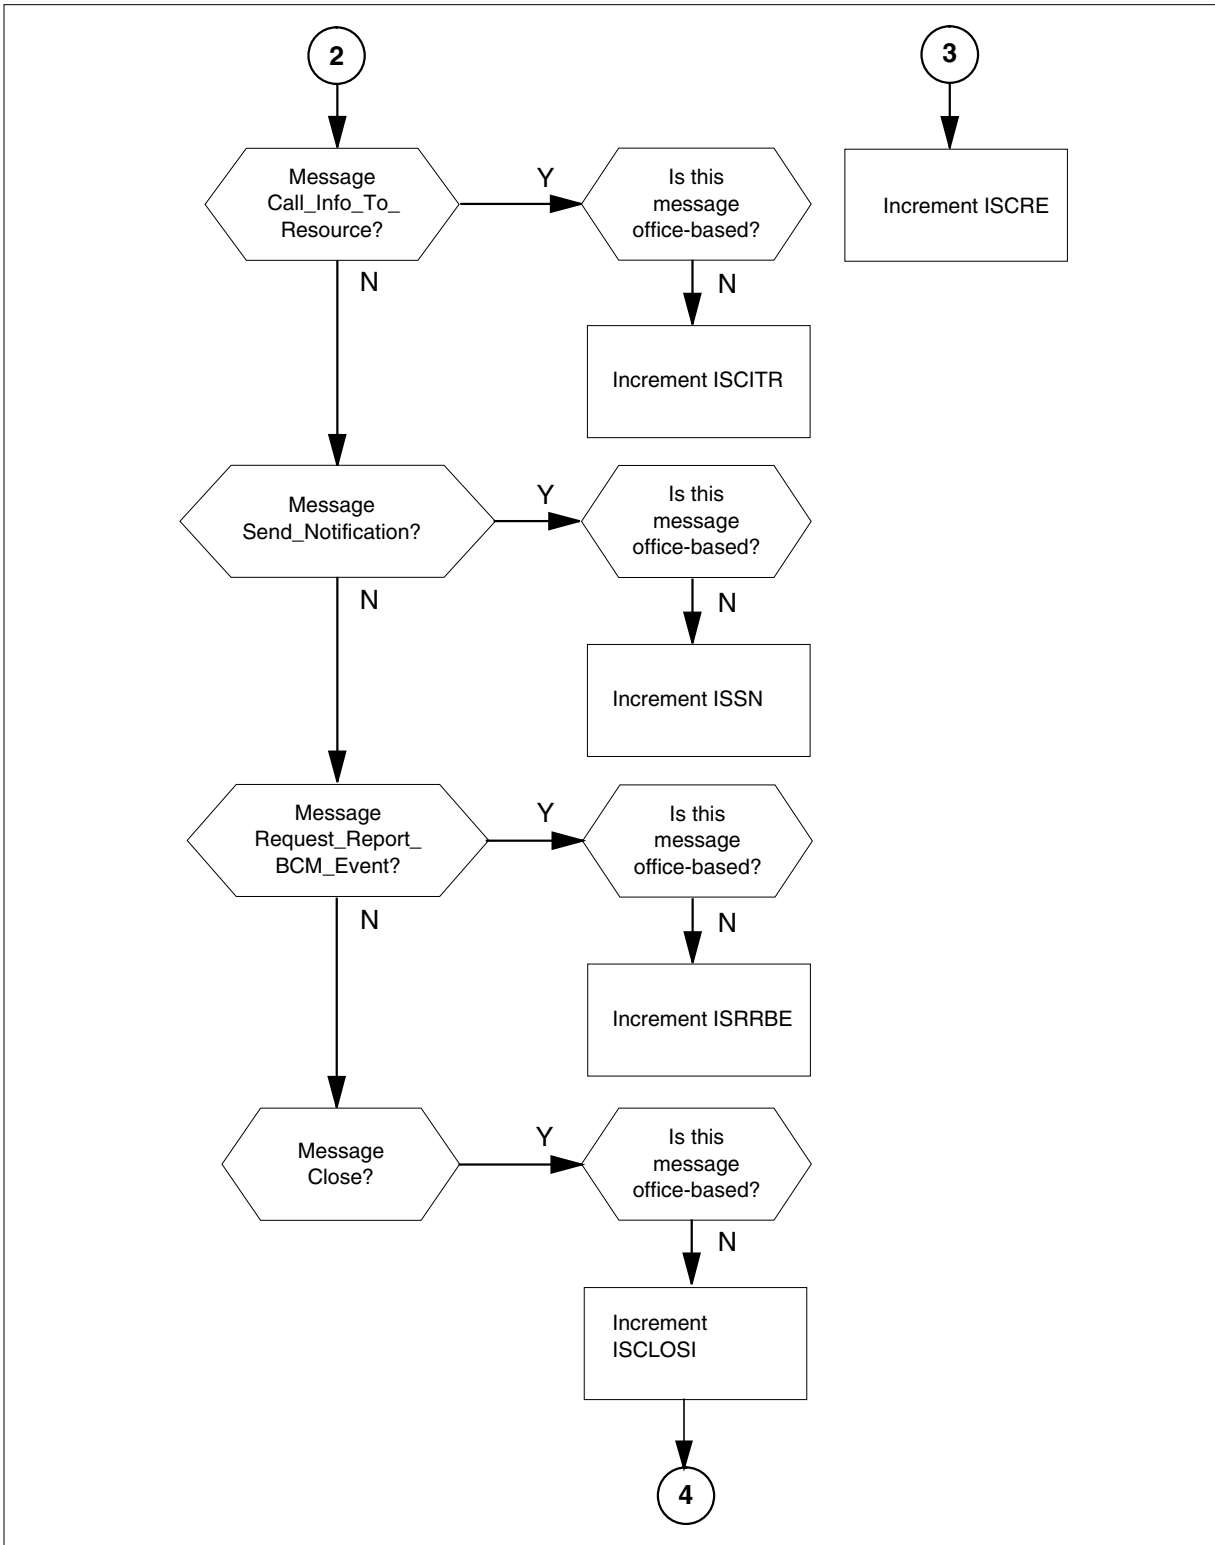 2
3
Message
Call_Info_To_
Resource?
Y
Is this
message
office-based?
Increment ISCRE
N
N
Increment ISCITR
Message
Send_Notification?
Y
Is this
message
office-based?
N
N
Increment ISSN
Message
Request_Report_
BCM_Event?
Y
Is this
message
office-based?
N
N
Increment ISRRBE
Message
Close?
Y
Is this
message
office-based?
N
Increment
ISCLOSI
4